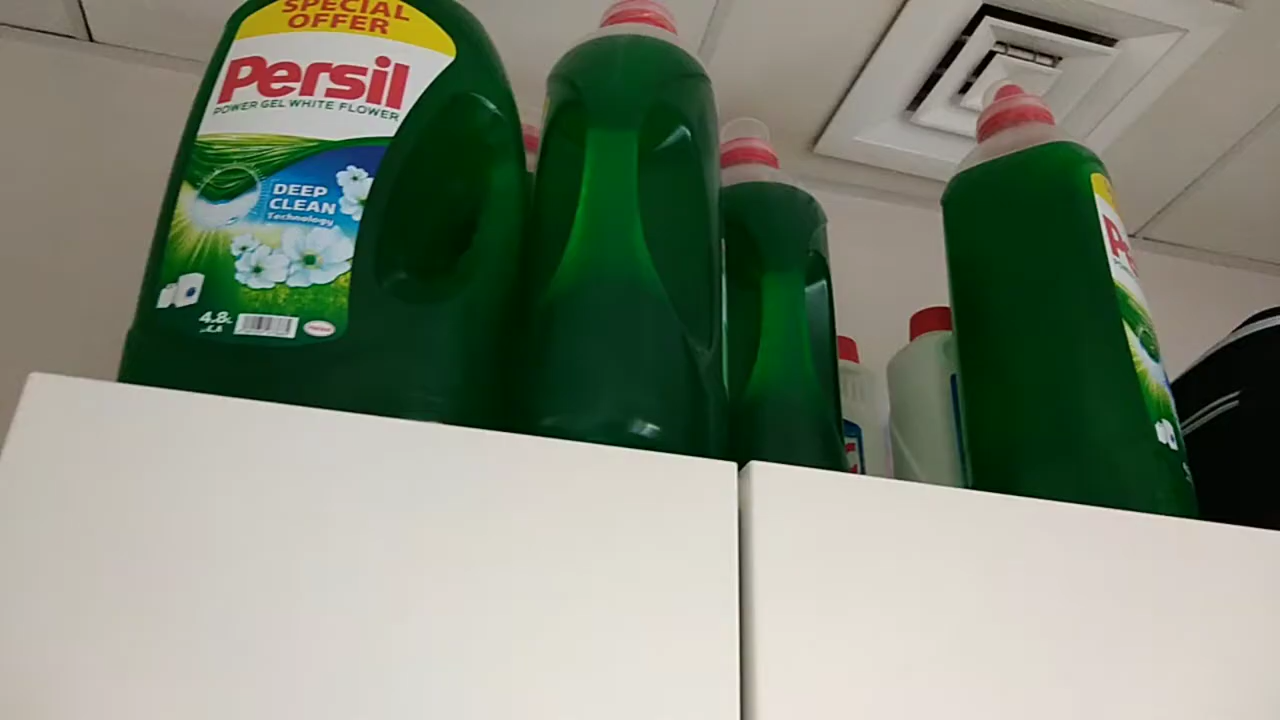 SPECIAL
OFFER
Persil
POWER GEL WHITE FLOWER
DEEP
CLEAN
Technology
4.8L